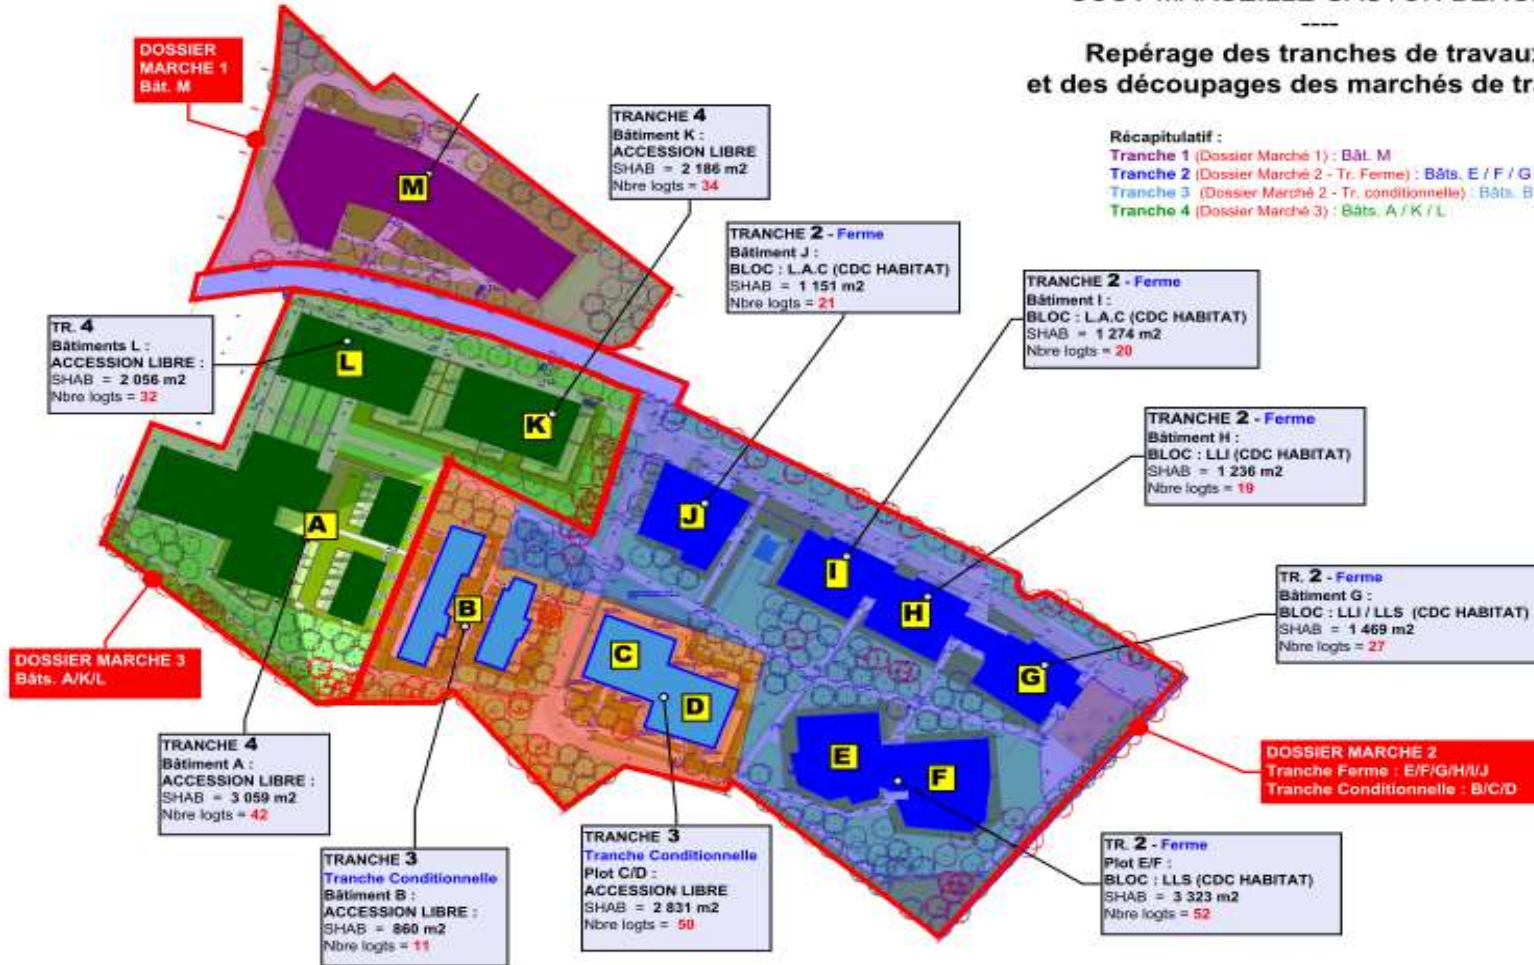 ----
Repérage des tranches de travaux
et des découpages des marchés de tra
Récapitulatif :
Tranche 1 (Dossier Marché 1) : Bât. M
Tranche 2 (Dossier Marché 2 - Tr. Ferme) : Bâts. E / F / G
Tranche 3 (Dossier Marché 2 - Tr. conditionnelle) : Bâts. B
Tranche 4 (Dossier Marché 3) : Bâts. A / K / L
DOSSIER
MARCHE 1
Bât. M
TRANCHE 4
Bâtiment K :
ACCESSION LIBRE
SHAB = 2 186 m2
Nbre logts = 34
M
TRANCHE 2 - Ferme
Bâtiment J :
BLOC : L.A.C (CDC HABITAT)
SHAB = 1 151 m2
Nbre logts = 21
TRANCHE 2 - Ferme
Bâtiment I :
BLOC : L.A.C (CDC HABITAT)
SHAB = 1 274 m2
Nbre logts = 20
TR. 4
Bâtiments L :
ACCESSION LIBRE :
SHAB = 2 056 m2
Nbre logts = 32
L
K
TRANCHE 2 - Ferme
Bâtiment H :
BLOC : LLI (CDC HABITAT)
SHAB = 1 236 m2
Nbre logts = 19
A
J
I
H
B
TR. 2 - Ferme
Bâtiment G :
BLOC : LLI / LLS (CDC HABITAT)
SHAB = 1 469 m2
Nbre logts = 27
C
D
G
E
F
DOSSIER MARCHE 3
Bâts. A/K/L
TRANCHE 4
Bâtiment A :
ACCESSION LIBRE :
SHAB = 3 059 m2
Nbre logts = 42
DOSSIER MARCHE 2
Tranche Ferme : E/F/G/H/I/J
Tranche Conditionnelle : B/C/D
TRANCHE 3
Tranche Conditionnelle
Bâtiment B :
ACCESSION LIBRE :
SHAB = 860 m2
Nbre logts = 11
TRANCHE 3
Tranche Conditionnelle
Plot C/D :
ACCESSION LIBRE
SHAB = 2 831 m2
Nbre logts = 50
TR. 2 - Ferme
Plot E/F :
BLOC : LLS (CDC HABITAT)
SHAB = 3 323 m2
Nbre logts = 52